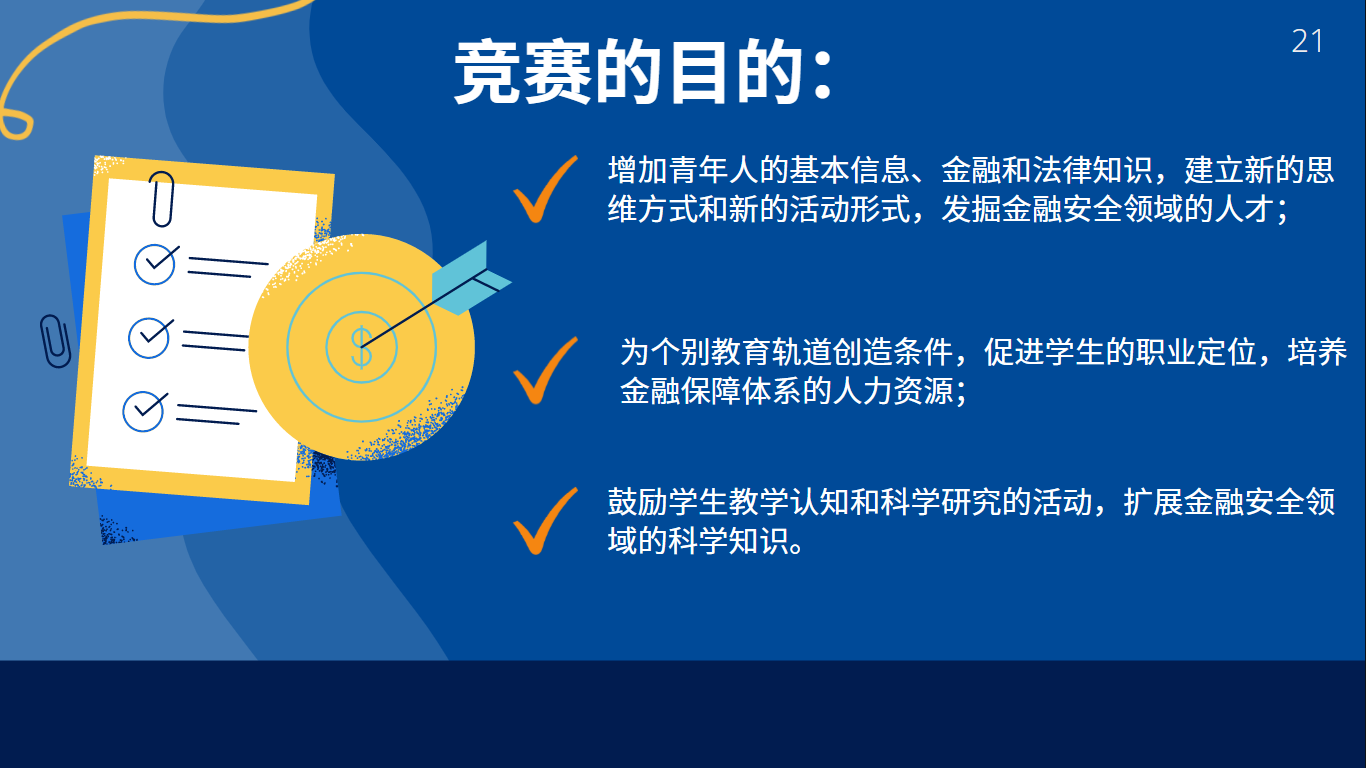 21
竞赛的目的：
增加青年人的基本信息、金融和法律知识，建立新的思
维方式和新的活动形式，发掘金融安全领域的人才；
为个别教育轨道创造条件，促进学生的职业定位，培养
金融保障体系的人力资源；
鼓励学生教学认知和科学研究的活动，扩展金融安全领
域的科学知识。
$